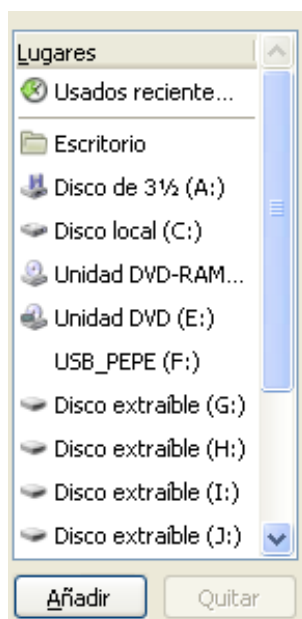 Lugares
Usados reciente...
Escritorio
Disco de 3½ (A:)
Disco local (C:)
Unidad DVD-RAM...
Unidad DVD (E:)
USB_PEPE (F:)
Disco extraíble (G:)
Disco extraíble (H:)
Disco extraíble (I:)
Disco extraíble (J:)
Añadir Quitar